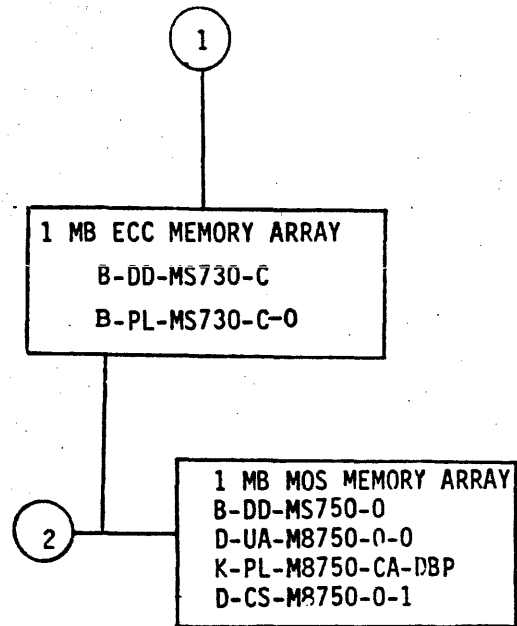 1
1 MB ECC MEMORY ARRAY
B-DD-MS730-C
B-PL-MS730-C-0
1 MB MOS MEMORY ARRAY
B-DD-MS750-0
D-UA-M8750-0-0
K-PL-M8750-CA-DBP
D-CS-M8750-0-1
2